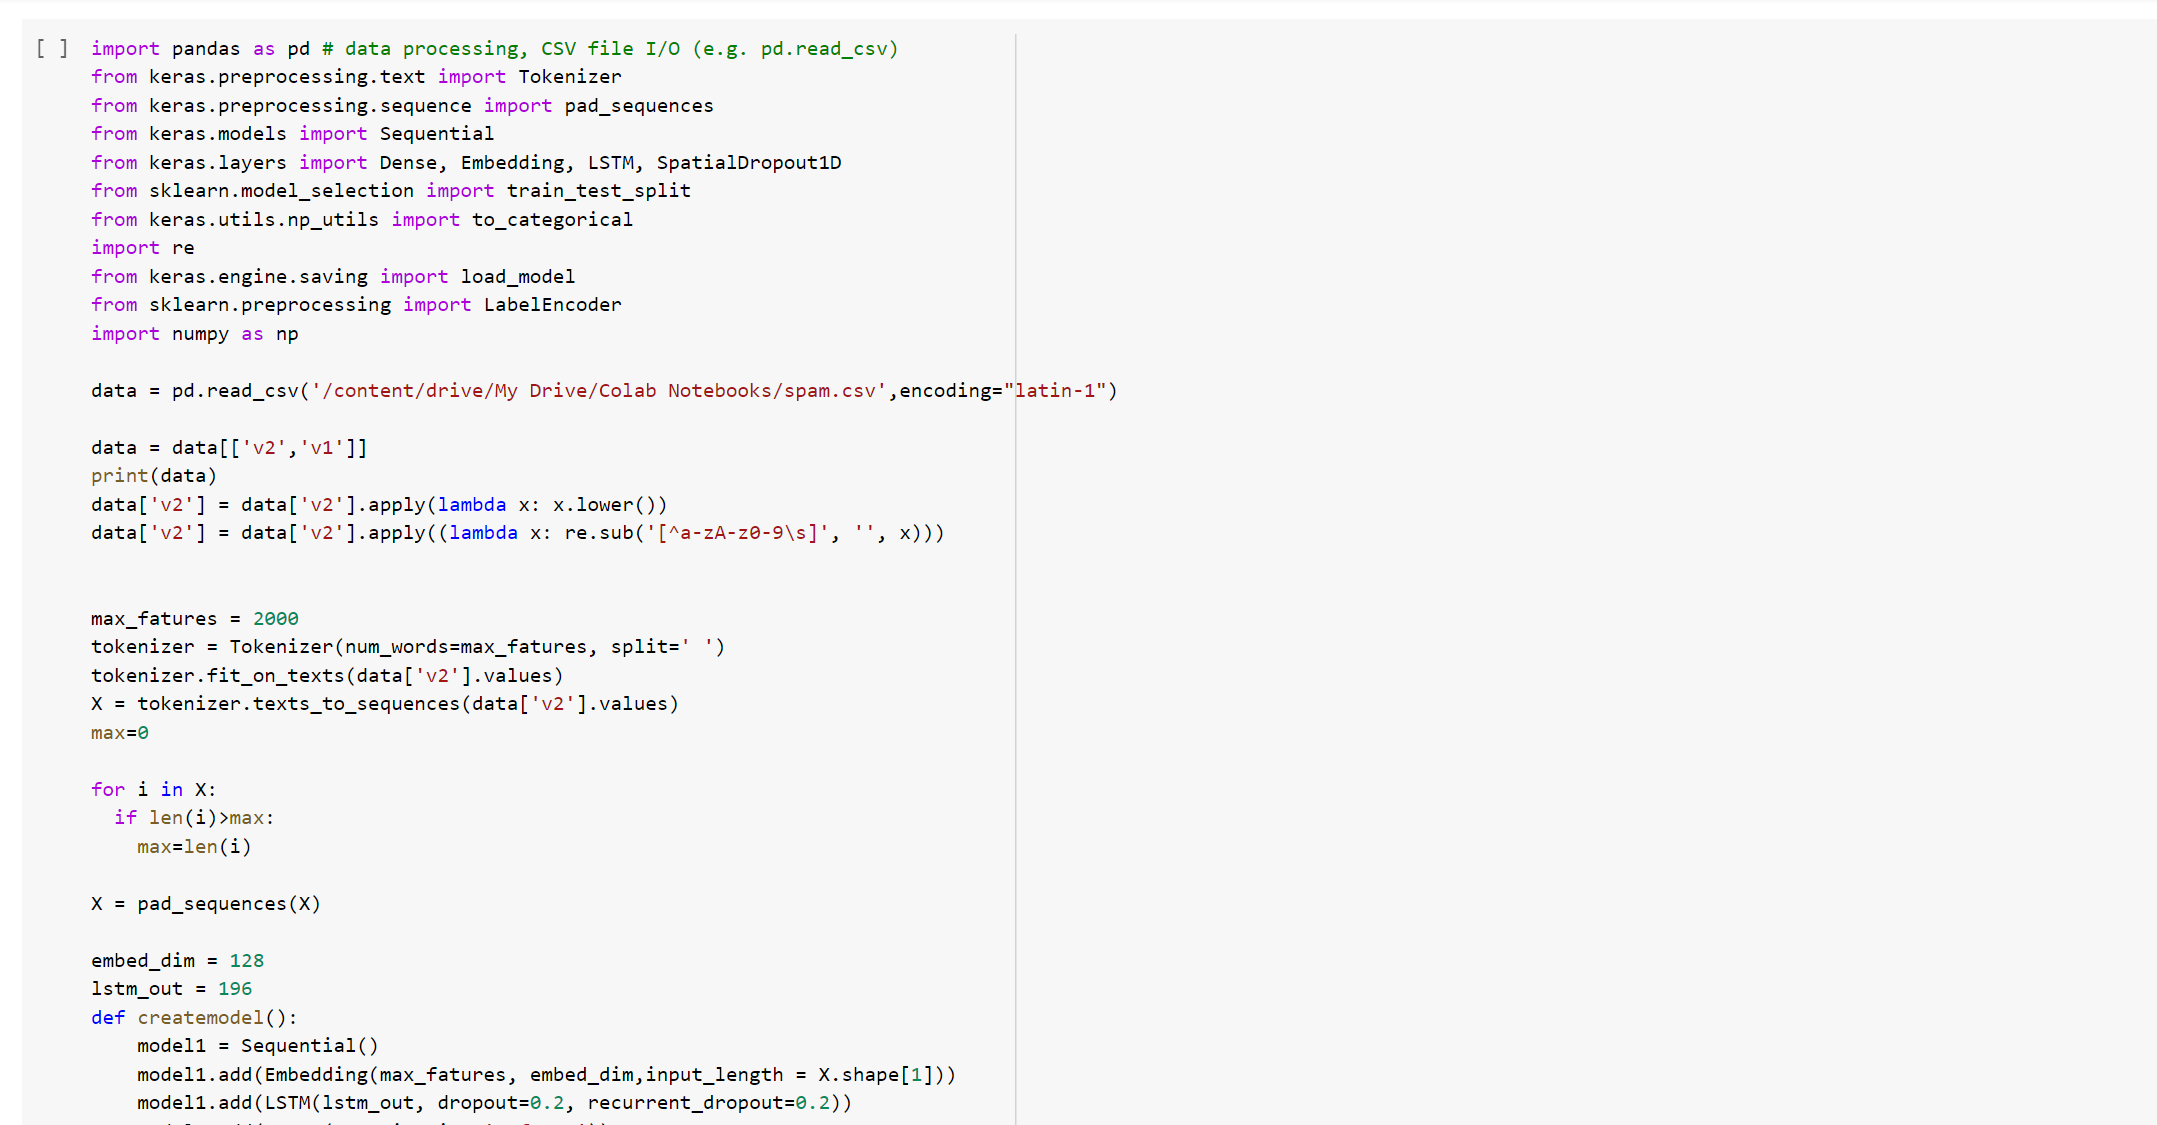 [ ] import pandas as pd # data processing, CSV file I/O (e.g. pd.read_csv)
from keras.preprocessing.text import Tokenizer
from keras.preprocessing.sequence import pad_sequences
from keras.models import Sequential
from keras.layers import Dense, Embedding, LSTM, SpatialDropout1D
from sklearn.model_selection import train_test_split
from keras.utils.np_utils import to_categorical
import re
from keras.engine.saving import load_model
from sklearn.preprocessing import LabelEncoder
import numpy as np

data = pd.read_csv('/content/drive/My Drive/Colab Notebooks/spam.csv',encoding="latin-1")

data = data[['v2','v1']]
print(data)
data['v2'] = data['v2'].apply(lambda x: x.lower())
data['v2'] = data['v2'].apply((lambda x: re.sub('[^a-zA-z0-9\s]', '', x)))

max_fatures = 2000
tokenizer = Tokenizer(num_words=max_fatures, split=' ')
tokenizer.fit_on_texts(data['v2'].values)
X = tokenizer.texts_to_sequences(data['v2'].values)
max=0

for i in X:
  if len(i)>max:
    max=len(i)

X = pad_sequences(X)

embed_dim = 128
lstm_out = 196
def createmodel():
    model1 = Sequential()
    model1.add(Embedding(max_fatures, embed_dim,input_length = X.shape[1]))
    model1.add(LSTM(lstm_out, dropout=0.2, recurrent_dropout=0.2))